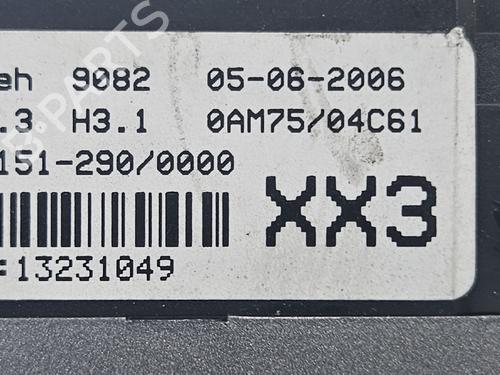 eh 9082 05-06-2006
.3 H3.1 0AM75/04C61
151-290/0000
XX3
:13231049